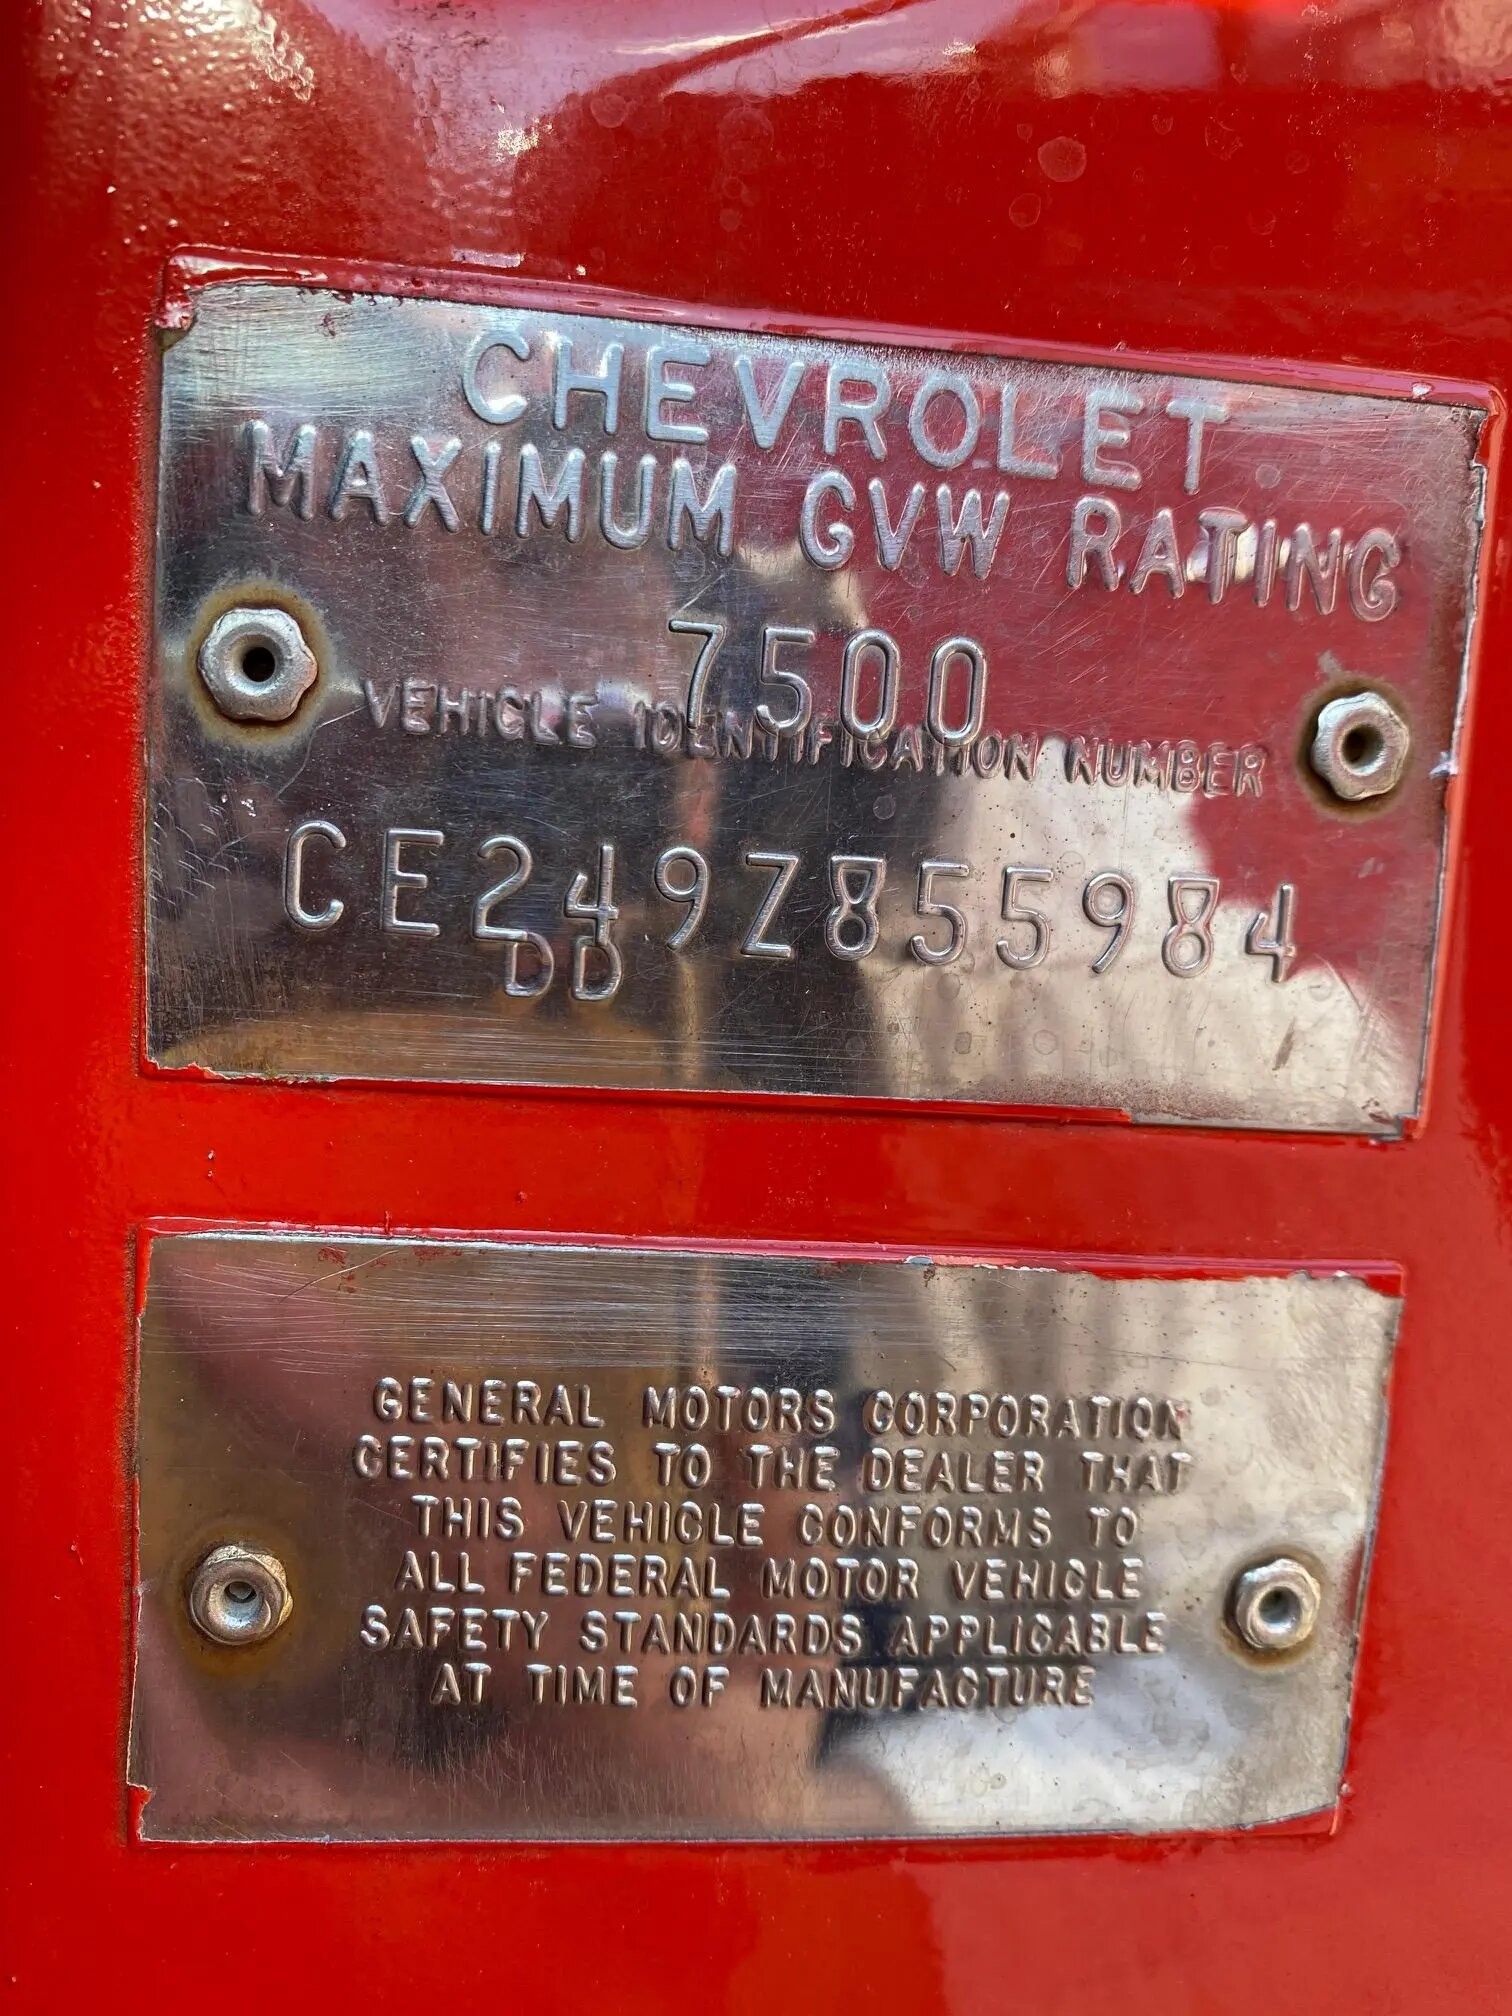 CHEVROLET
MAXIMUM GVW RATING
7500
VEHICLE IDENTIFICATION NUMBER
CE249Z855984
DD
GENERAL MOTORS CORPORATION
CERTIFIES TO THE DEALER THAT
THIS VEHICLE CONFORMS TO
ALL FEDERAL MOTOR VEHICLE
SAFETY STANDARDS APPLICABLE
AT TIME OF MANUFACTURE